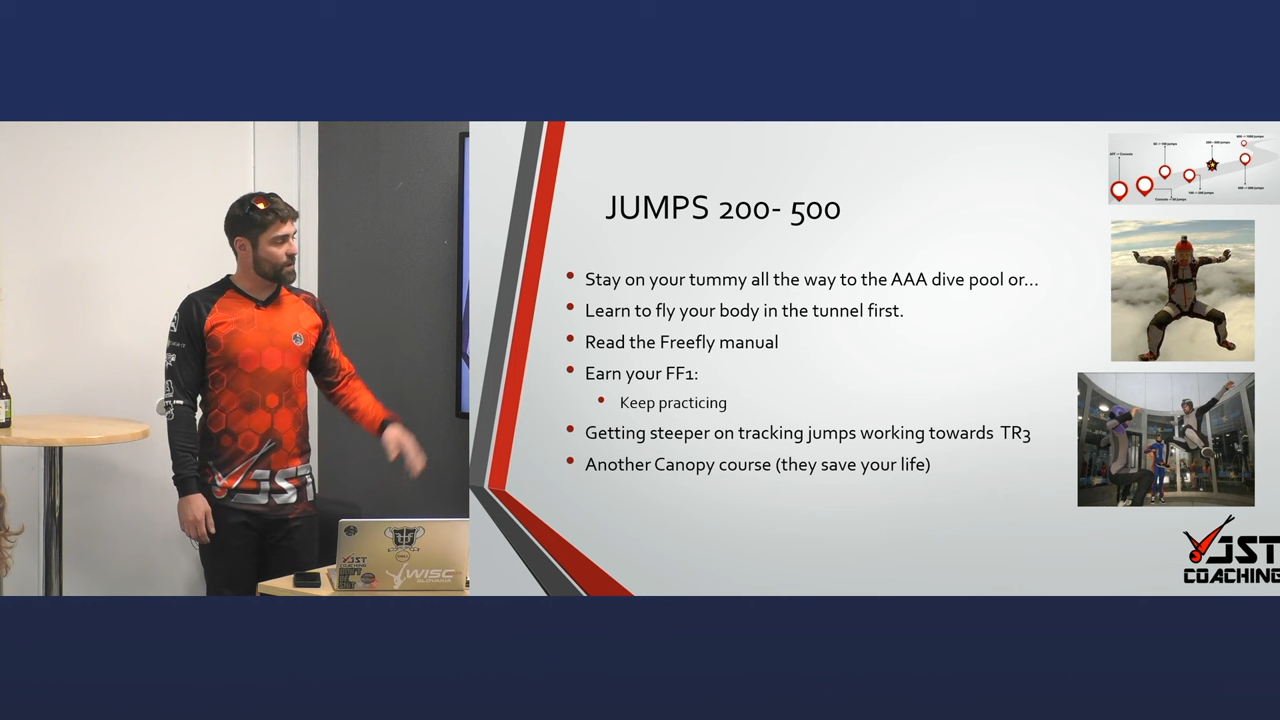 JUMPS 200- 500
Stay on your tummy all the way to the AAA dive pool or...
Learn to fly your body in the tunnel first.
Read the Freefly manual
Earn your FF1:
Keep practicing
Getting steeper on tracking jumps working towards TR3
Another Canopy course (they save your life)
JST
COACHING
JST
JST
WISC